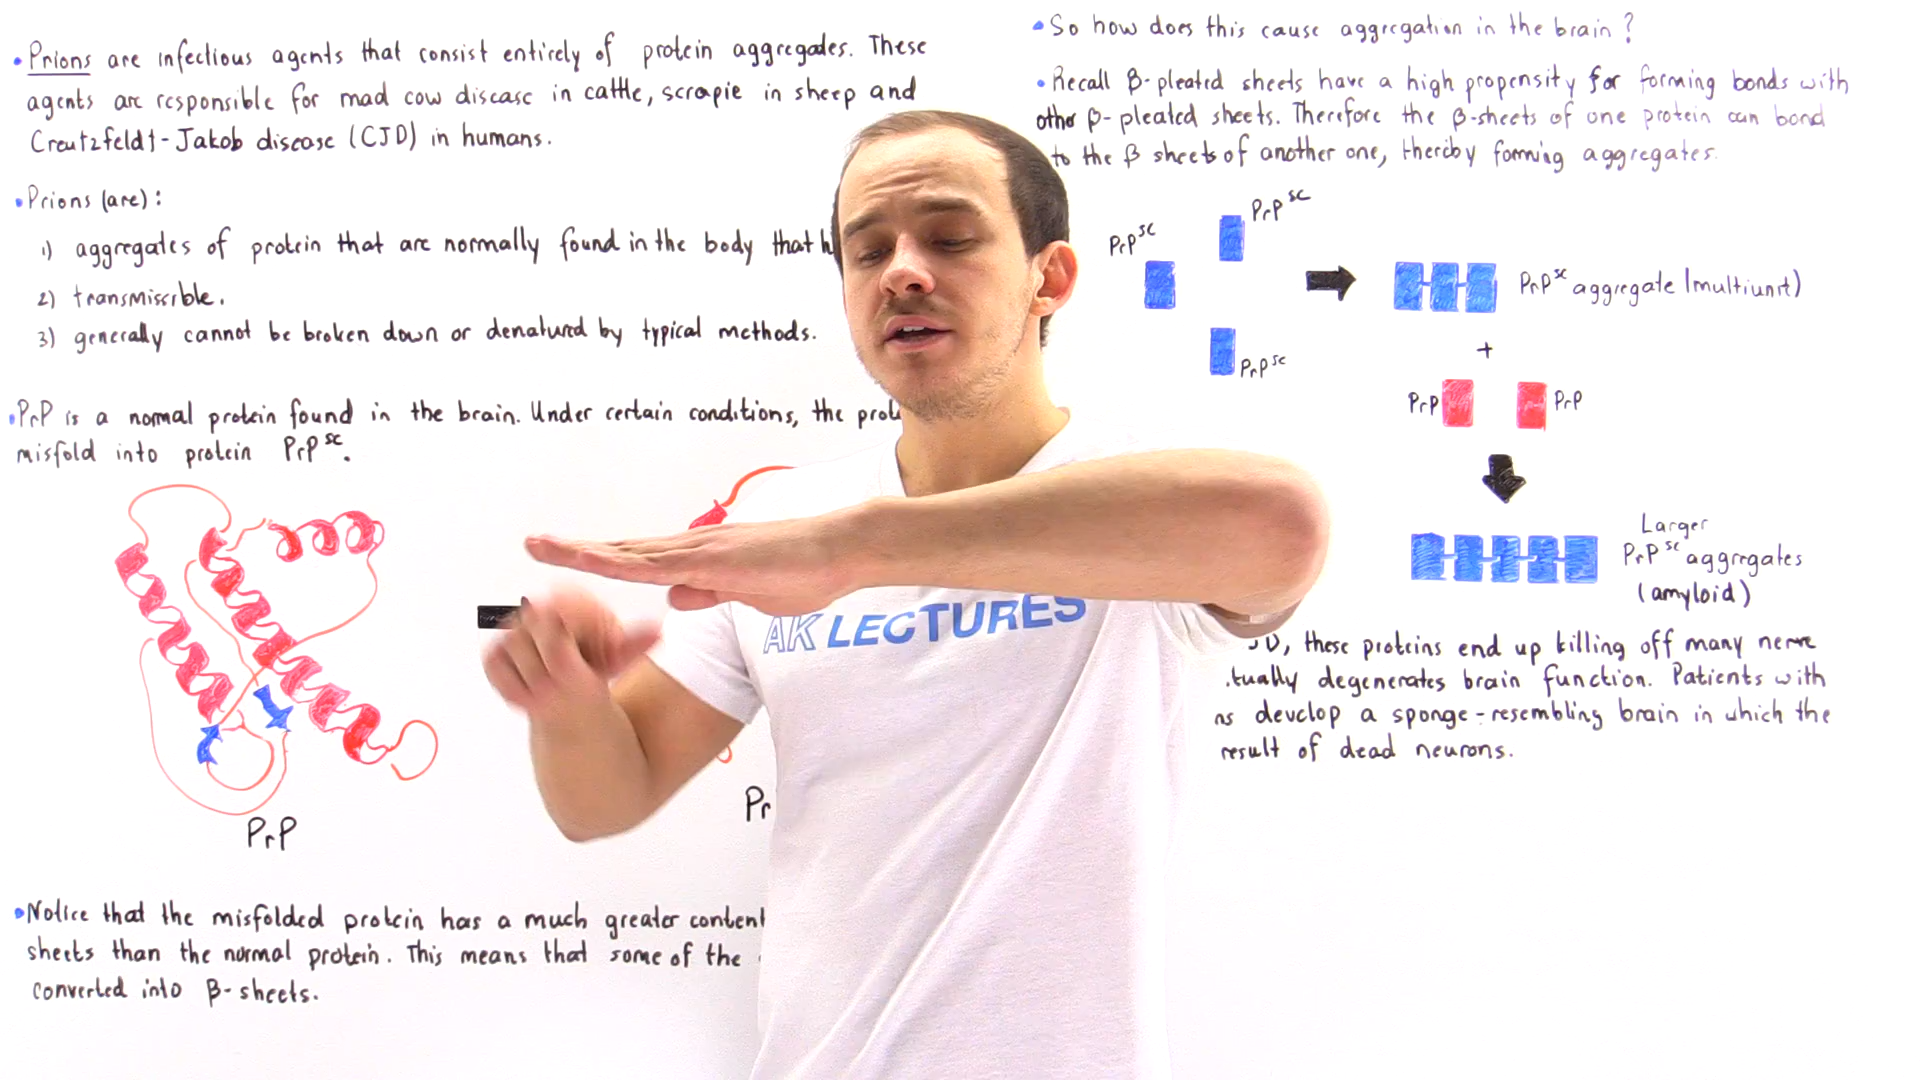 •Prions are infectious agents that consist entirely of protein aggregates. These
agents are responsible for mad cow disease in cattle, scrapie in sheep and
Creutzfeldt-Jakob disease (CJD) in humans.
•Prions (are):
1) aggregates of protein that are normally found in the body that
2) transmissible.
3) generally cannot be broken down or denatured by typical methods.
•PrP is a normal protein found in the brain. Under certain conditions, the
misfold into protein PrP^sc.
PrP
Pr
•Notice that the misfolded protein has a much greater content
sheets than the normal protein. This means that some of the
converted into β-sheets.
•So how does this cause aggregation in the brain?
•Recall β-pleated sheets have a high propensity for forming bonds with
other β-pleated sheets. Therefore the β-sheets of one protein can bond
to the β sheets of another one, thereby forming aggregates.
PrP^sc
PrP^sc
PrP^sc
PrP^sc aggregate (multiunit)
+
PrP
PrP
Larger
PrP^sc aggregates
(amyloid)
these proteins end up killing off many nerve
degenerates brain function. Patients with
develop a sponge-resembling brain in which the
result of dead neurons.
AK LECTURES